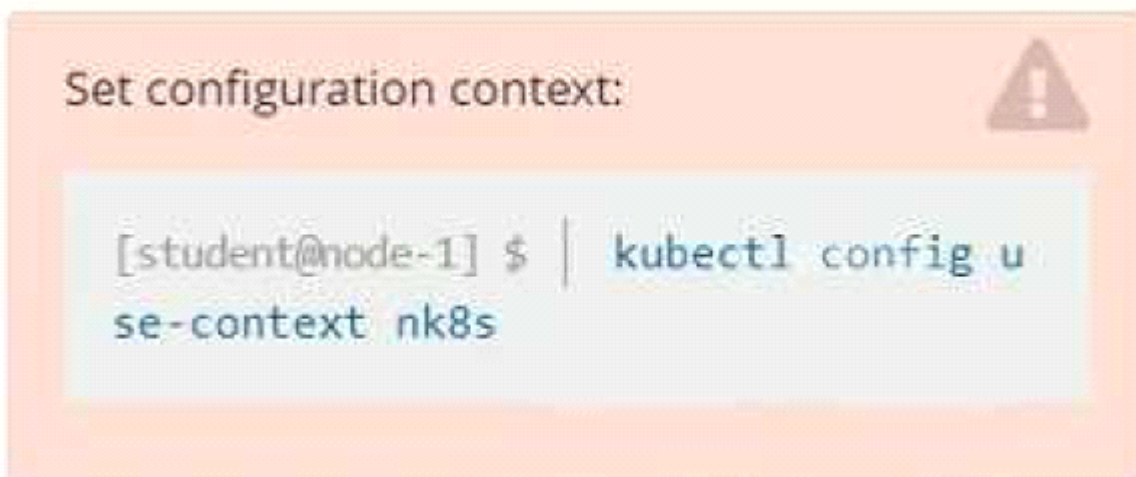 Set configuration context:
[student@node-1] $ | kubectl config u
se-context nk8s